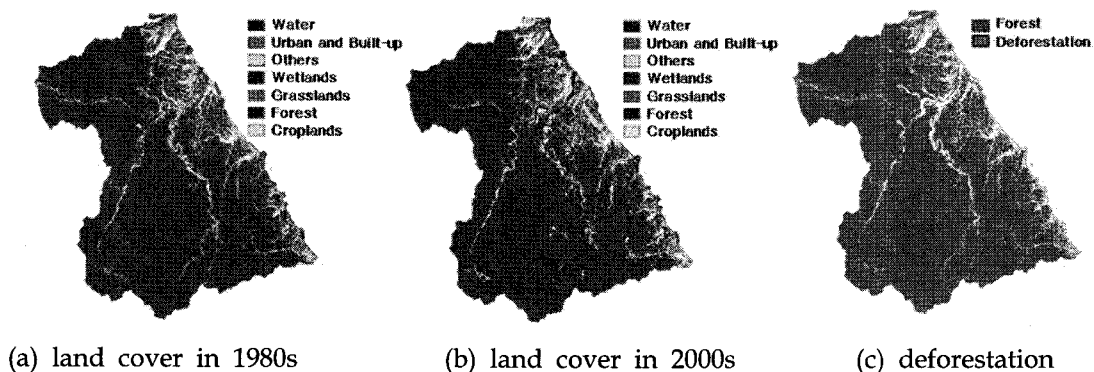 Water
Urban and Built-up
Others
Wetlands
Grasslands
Forest
Croplands
Water
Urban and Built-up
Others
Wetlands
Grasslands
Forest
Croplands
Forest
Deforestation
(a) land cover in 1980s
(b) land cover in 2000s
(c) deforestation